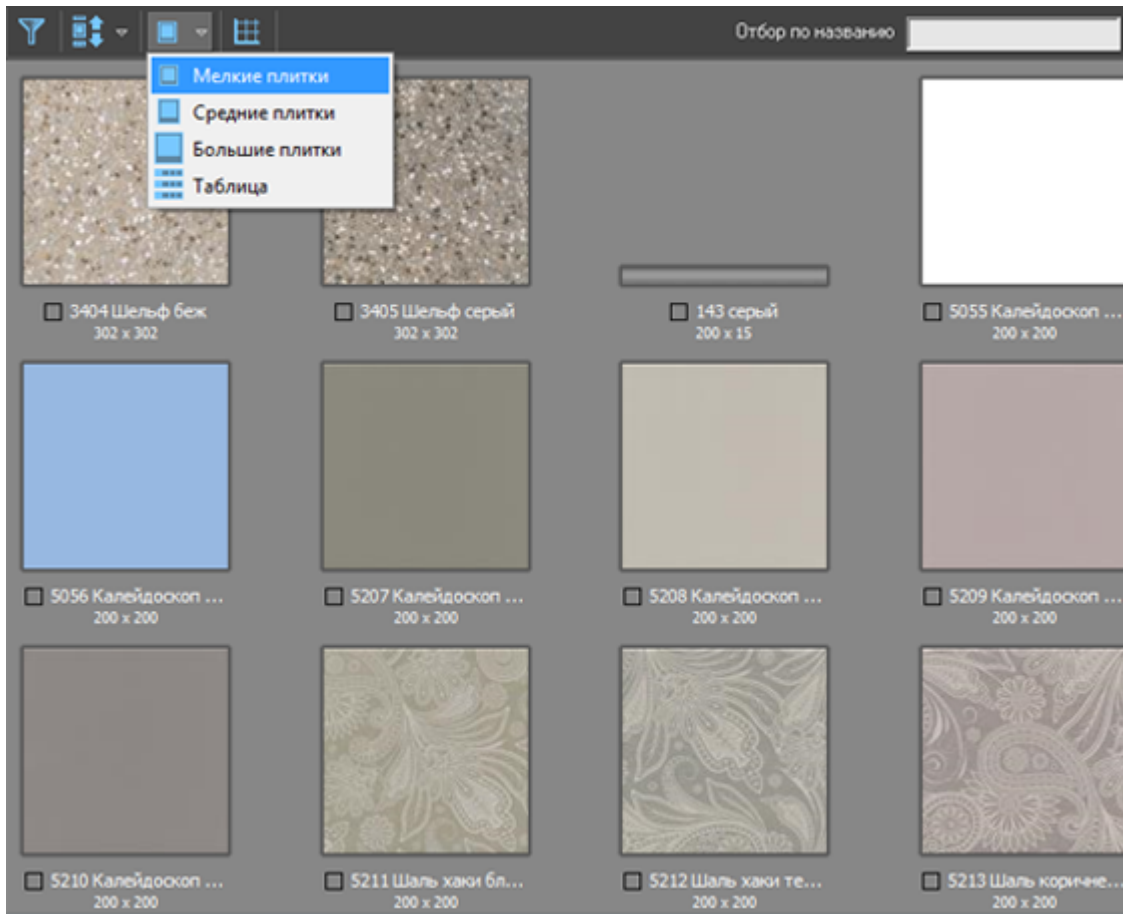 Отбор по названию
Мелкие плитки
Средние плитки
Большие плитки
Таблица
3404 Шельф беж
302 x 302
3405 Шельф серый
302 x 302
143 серый
200 x 15
5055 Калейдоскоп ...
200 x 200
5056 Калейдоскоп ...
200 x 200
5207 Калейдоскоп ...
200 x 200
5208 Калейдоскоп ...
200 x 200
5209 Калейдоскоп ...
200 x 200
5210 Калейдоскоп ...
200 x 200
5211 Шаль хаки бл...
200 x 200
5212 Шаль хаки те...
200 x 200
5213 Шаль коричне...
200 x 200